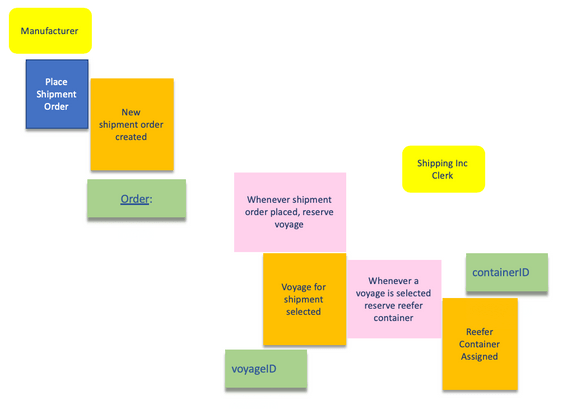 Manufacturer
Place
Shipment
Order
New
shipment order
created
Order:
Shipping Inc
Clerk
Whenever shipment
order placed, reserve
voyage
Voyage for
shipment
selected
Whenever a
voyage is selected
reserve reefer
container
containerID
Reefer
Container
Assigned
voyageID